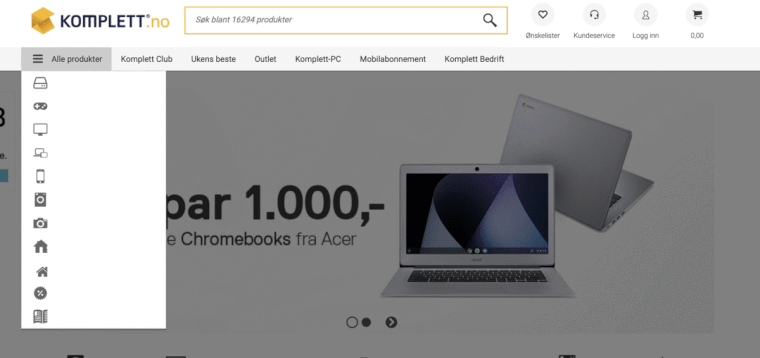 KOMPLETT.no
Søk blant 16294 produkter
Ønskelister
Kundeservice
Logg inn
0,00
Alle produkter
Komplett Club
Ukens beste
Outlet
Komplett-PC
Mobilabonnement
Komplett Bedrift
par 1.000,-
e Chromebooks fra Acer
e.
acer